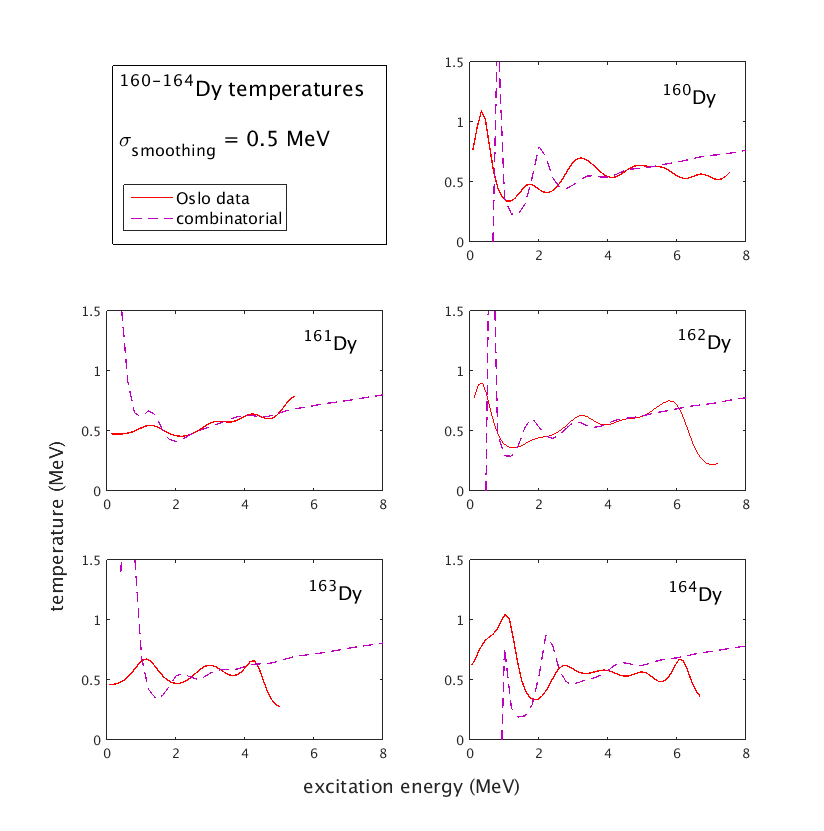 160-164Dy temperatures
σsmoothing = 0.5 MeV
Oslo data
combinatorial
160Dy
1.5
1
0.5
0
0 2 4 6 8
161Dy
1.5
1
0.5
0
0 2 4 6 8
162Dy
1.5
1
0.5
0
0 2 4 6 8
163Dy
1.5
1
0.5
0
0 2 4 6 8
164Dy
1.5
1
0.5
0
0 2 4 6 8
temperature (MeV)
excitation energy (MeV)